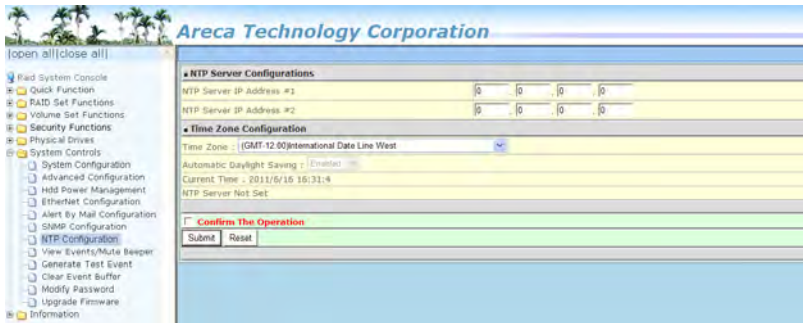 Areca Technology Corporation
|open all|close all|
Raid System Console
Quick Function
RAID Set Functions
Volume Set Functions
Security Functions
Physical Drives
System Controls
System Configuration
Advanced Configuration
Hdd Power Management
EtherNet Configuration
Alert By Mail Configuration
SNMP Configuration
NTP Configuration
View Events/Mute Beeper
Generate Test Event
Clear Event Buffer
Modify Password
Upgrade Firmware
Information
▪ NTP Server Configurations
NTP Server IP Address #1 0 . 0 . 0 . 0
NTP Server IP Address #2 0 . 0 . 0 . 0
▪ Time Zone Configuration
Time Zone : (GMT-12:00)International Date Line West
Automatic Daylight Saving : Enabled
Current Time : 2011/6/16 16:31:4
NTP Server Not Set
Confirm The Operation
Submit Reset